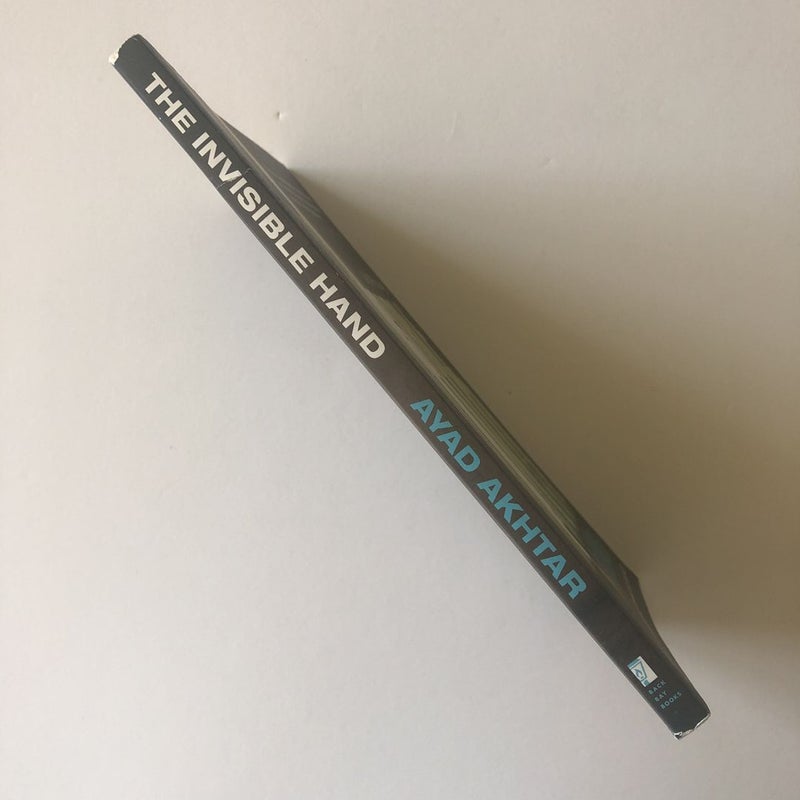 THE INVISIBLE HAND
AYAD AKHTAR
BACK
BAY
BOOKS